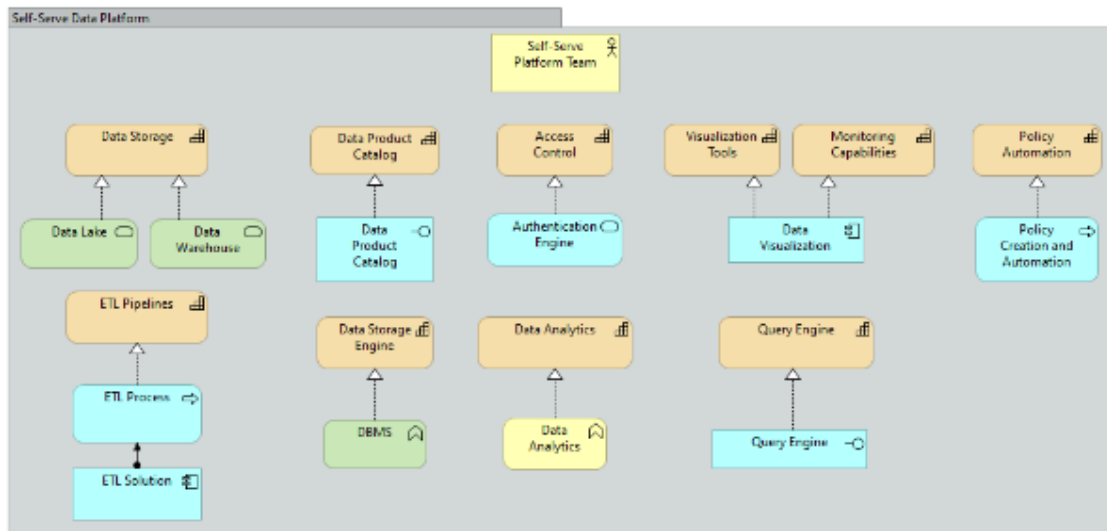 Self-Serve Data Platform
Self-Serve
Platform Team
Data Storage
Data Product
Catalog
Access
Control
Visualization
Tools
Monitoring
Capabilities
Policy
Automation
Data Lake
Data
Warehouse
Data
Product
Catalog
Authentication
Engine
Data
Visualization
Policy
Creation and
Automation
ETL Pipelines
Data Storage
Engine
Data Analytics
Query Engine
ETL Process
DBMS
Data
Analytics
Query Engine
ETL Solution